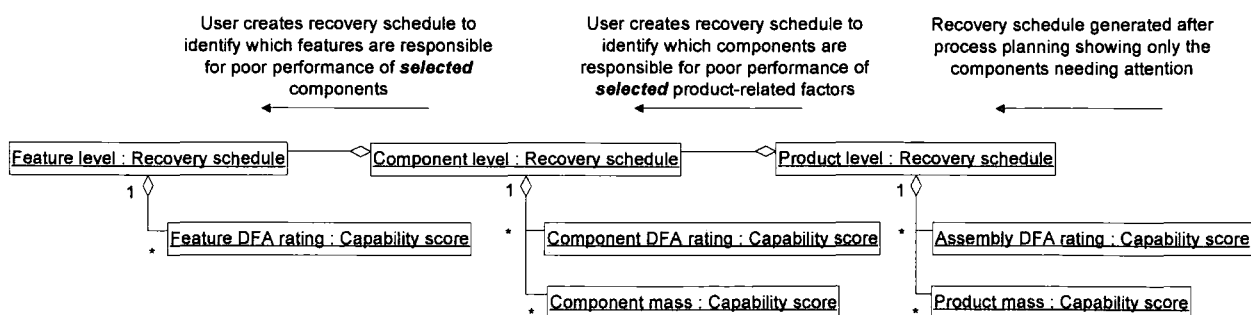 User creates recovery schedule to
identify which features are responsible
for poor performance of selected
components
User creates recovery schedule to
identify which components are
responsible for poor performance of
selected product-related factors
Recovery schedule generated after
process planning showing only the
components needing attention
Feature level : Recovery schedule
Component level : Recovery schedule
Product level : Recovery schedule
1
1
1
*
Feature DFA rating : Capability score
*
Component DFA rating : Capability score
*
Assembly DFA rating : Capability score
*
Component mass : Capability score
*
Product mass : Capability score